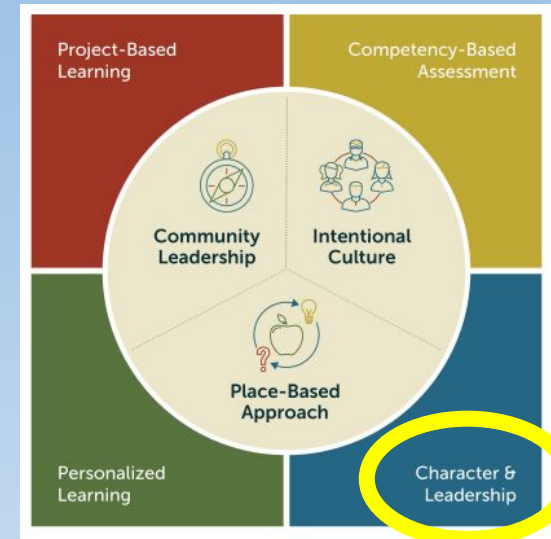 Project-Based
Learning
Competency-Based
Assessment
Community
Leadership
Intentional
Culture
?
Place-Based
Approach
Personalized
Learning
Character &
Leadership